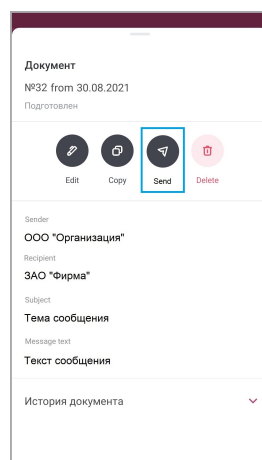 Документ
№32 from 30.08.2021
Подготовлен
Edit Copy Send Delete
Sender
ООО "Организация"
Recipient
ЗАО "Фирма"
Subject
Тема сообщения
Message text
Текст сообщения
История документа